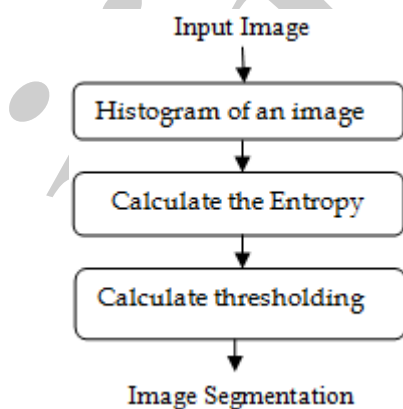 Input Image
Histogram of an image
Calculate the Entropy
Calculate thresholding
Image Segmentation